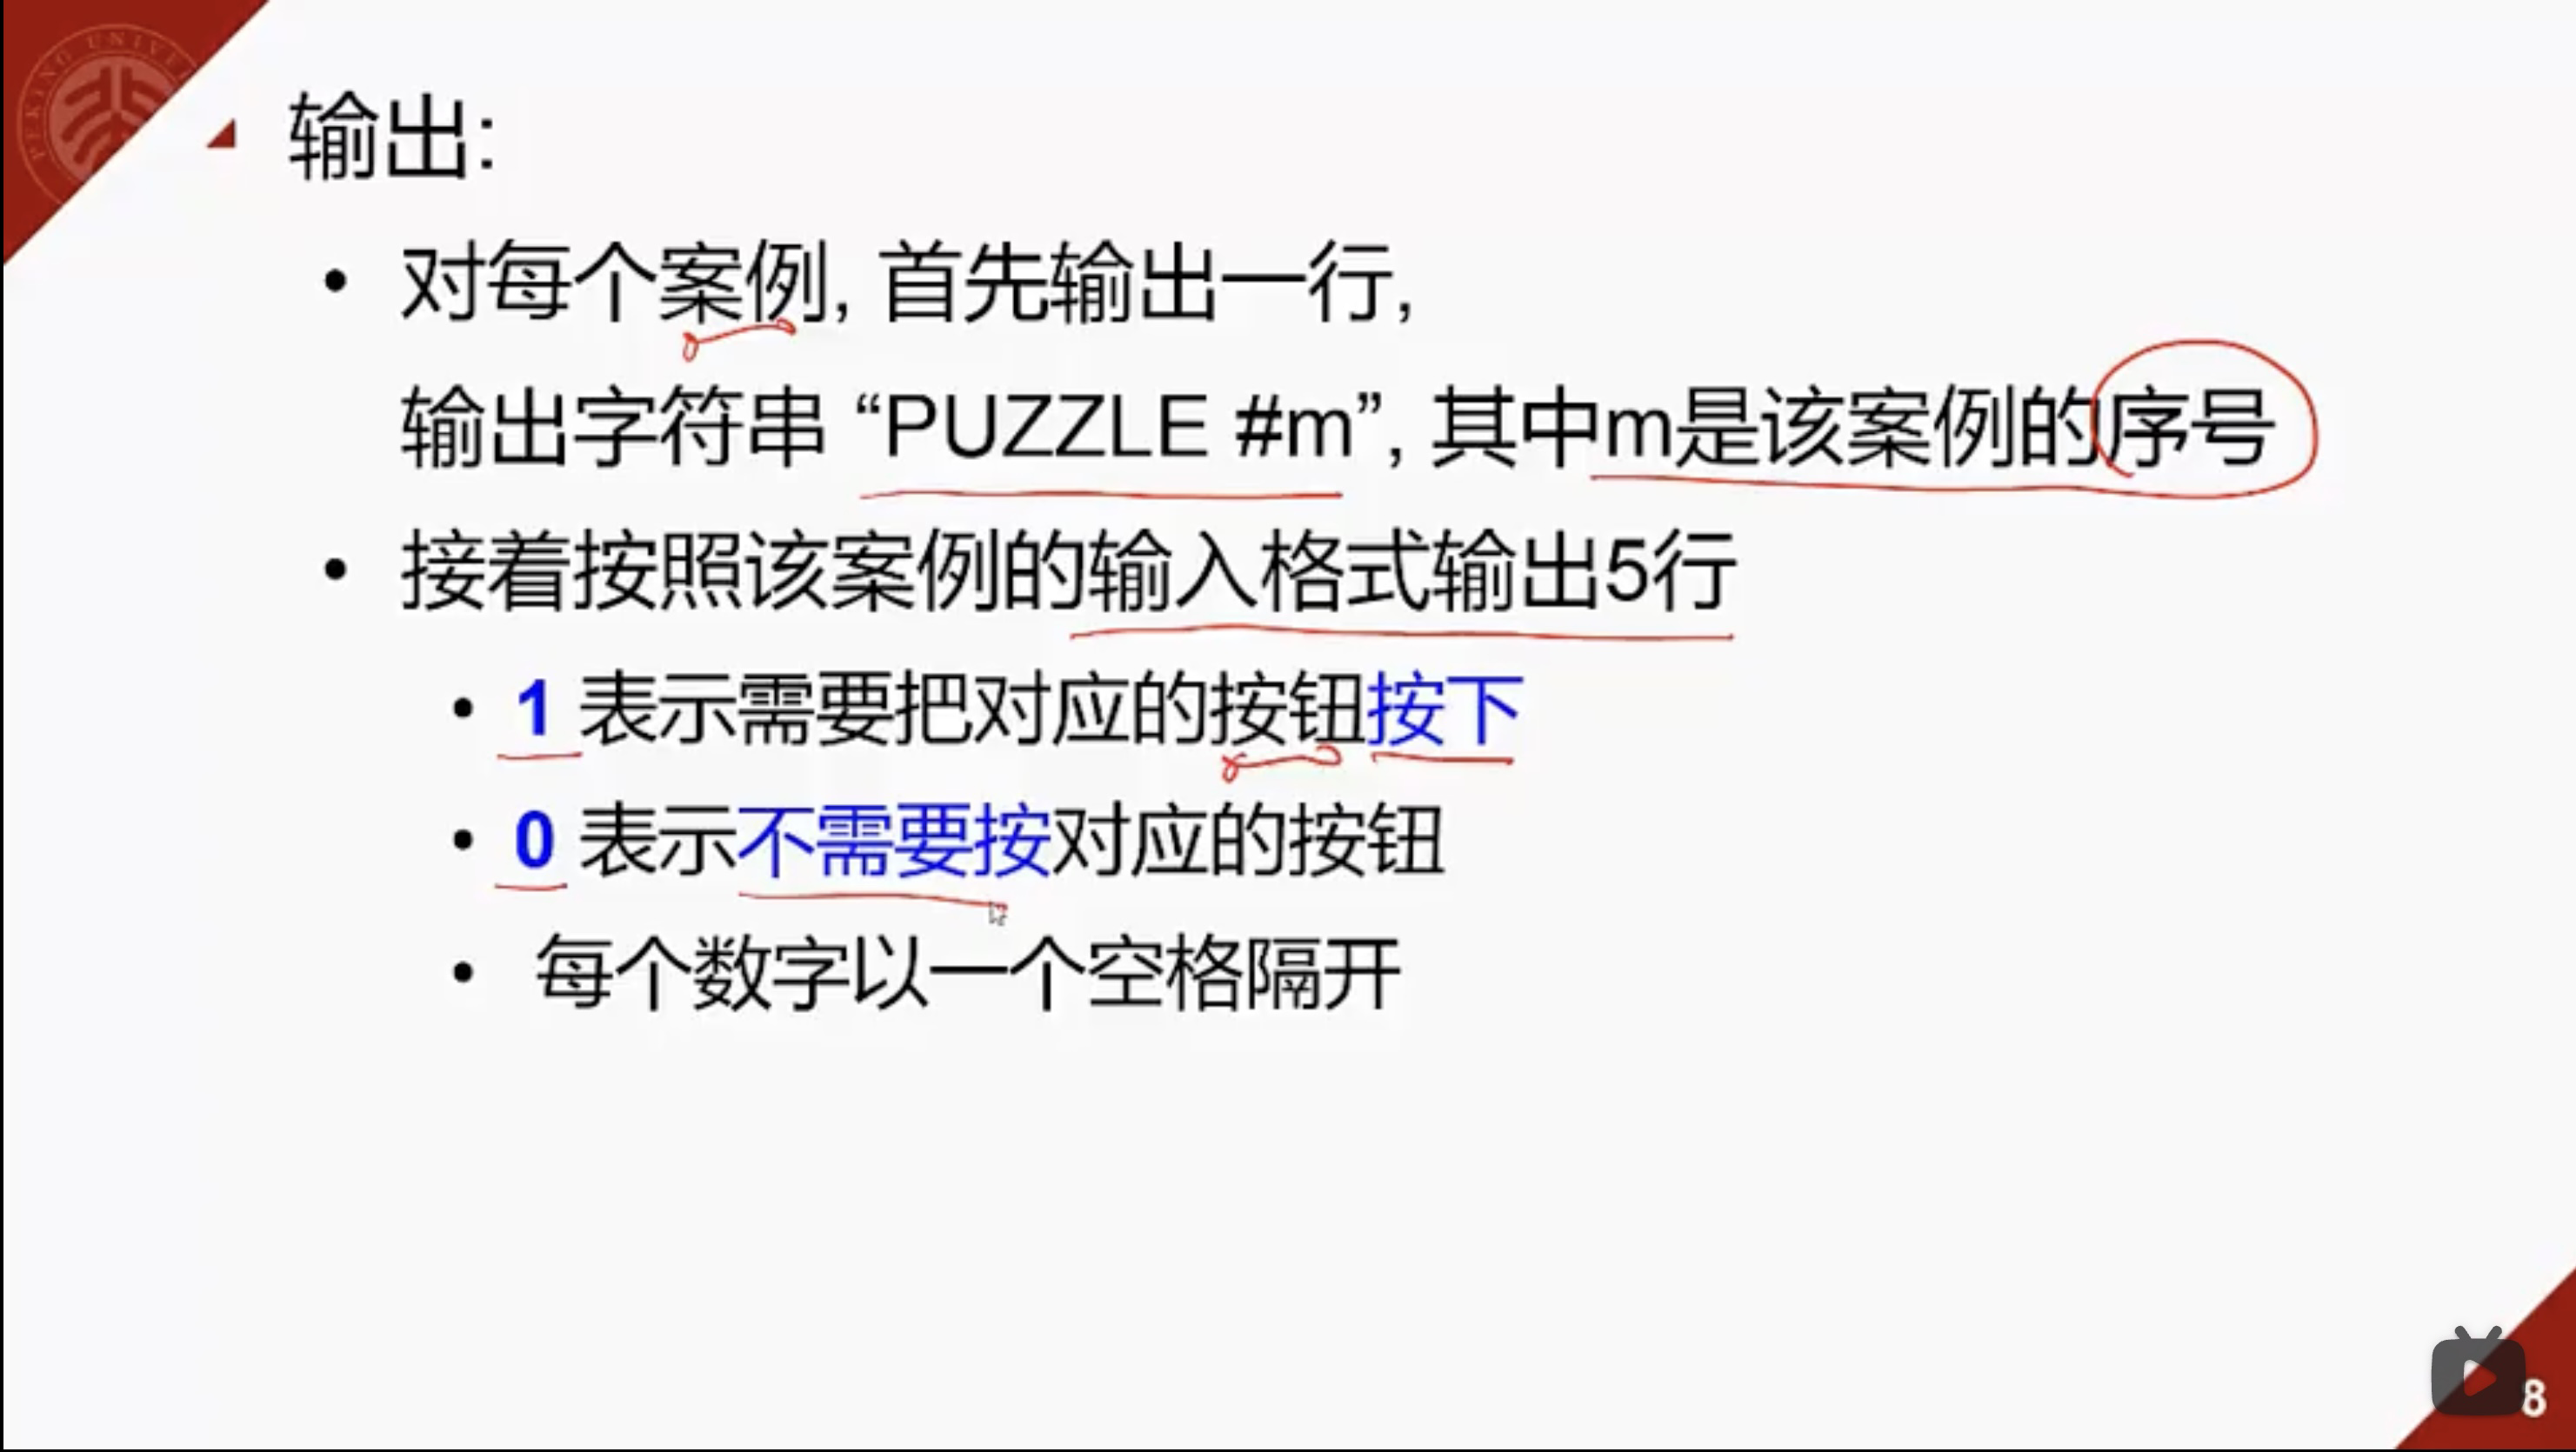 PEKING UNIVE
输出:
• 对每个案例, 首先输出一行,
输出字符串 “PUZZLE #m”, 其中m是该案例的序号
• 接着按照该案例的输入格式输出5行
• 1 表示需要把对应的按钮按下
• 0 表示不需要按对应的按钮
• 每个数字以一个空格隔开
8